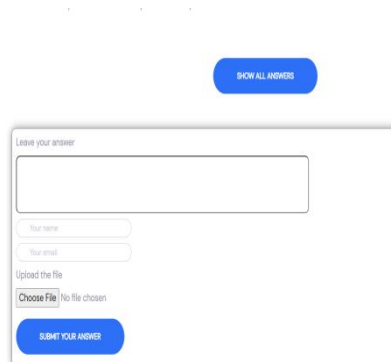 SHOW ALL ANSWERS
Leave your answer
Your name
Your email
Upload the file
Choose File No file chosen
SUBMIT YOUR ANSWER